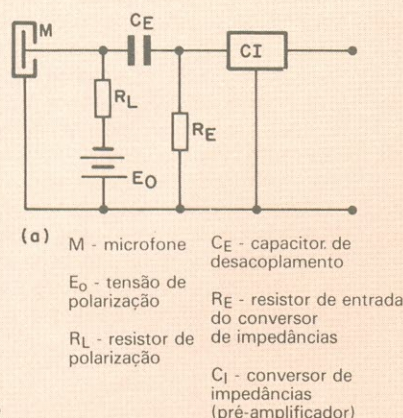 M
CE
CI
RL
RE
EO
(a)
M - microfone
EO - tensão de
polarização
RL - resistor de
polarização
CE - capacitor de
desacoplamento
RE - resistor de entrada
do conversor
de impedâncias
CI - conversor de
impedâncias
(pré-amplificador)